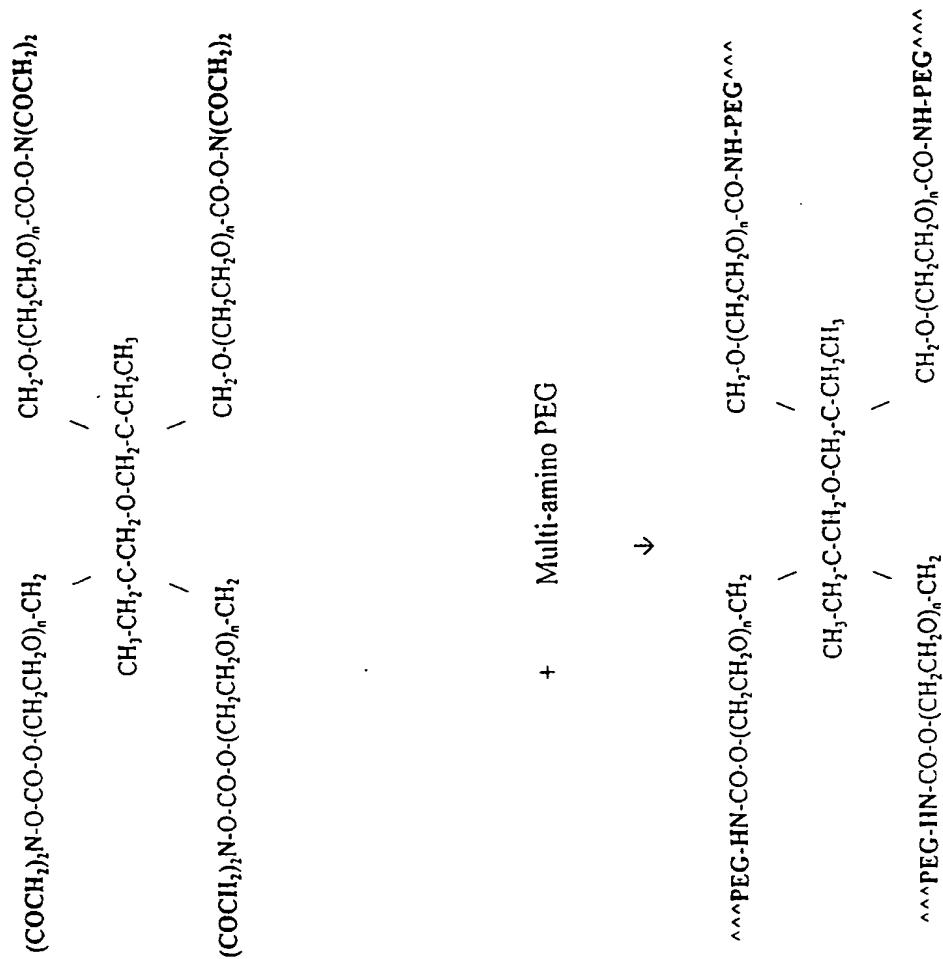 (COCH₂)₂N-O-CO-O-(CH₂CH₂O)ₙ-CH₂ CH₂-O-(CH₂CH₂O)ₙ-CO-O-N(COCH₂)₂
\ /
CH₃-CH₂-C-CH₂-O-CH₂-C-CH₂CH₃
/ \
(COCH₂)₂N-O-CO-O-(CH₂CH₂O)ₙ-CH₂ CH₂-O-(CH₂CH₂O)ₙ-CO-O-N(COCH₂)₂
+ Multi-amino PEG
↓
^^^PEG-HN-CO-O-(CH₂CH₂O)ₙ-CH₂ CH₂-O-(CH₂CH₂O)ₙ-CO-NH-PEG^^^
\ /
CH₃-CH₂-C-CH₂-O-CH₂-C-CH₂CH₃
/ \
^^^PEG-HN-CO-O-(CH₂CH₂O)ₙ-CH₂ CH₂-O-(CH₂CH₂O)ₙ-CO-NH-PEG^^^